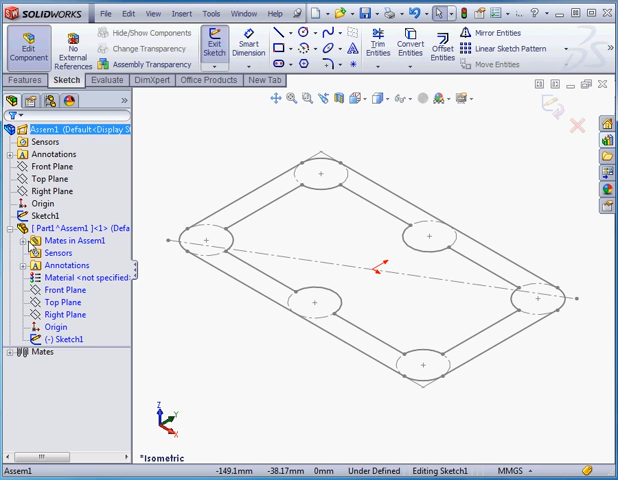 SOLIDWORKS File Edit View Insert Tools Window Help Sketch1...
Edit Component
No External References
Hide/Show Components
Change Transparency
Assembly Transparency
Exit Sketch
Smart Dimension
Trim Entities
Convert Entities
Offset Entities
Mirror Entities
Linear Sketch Pattern
Move Entities
Features Sketch Evaluate DimXpert Office Products New Tab
Assem1 (Default<Display S
Sensors
Annotations
Front Plane
Top Plane
Right Plane
Origin
Sketch1
[ Part1^Assem1 ]<1> (Defa
Mates in Assem1
Sensors
Annotations
Material <not specified>
Front Plane
Top Plane
Right Plane
Origin
(-) Sketch1
Mates
Z
Y
X
*Isometric
Assem1 -149.1mm -38.17mm 0mm Under Defined Editing Sketch1 MMGS